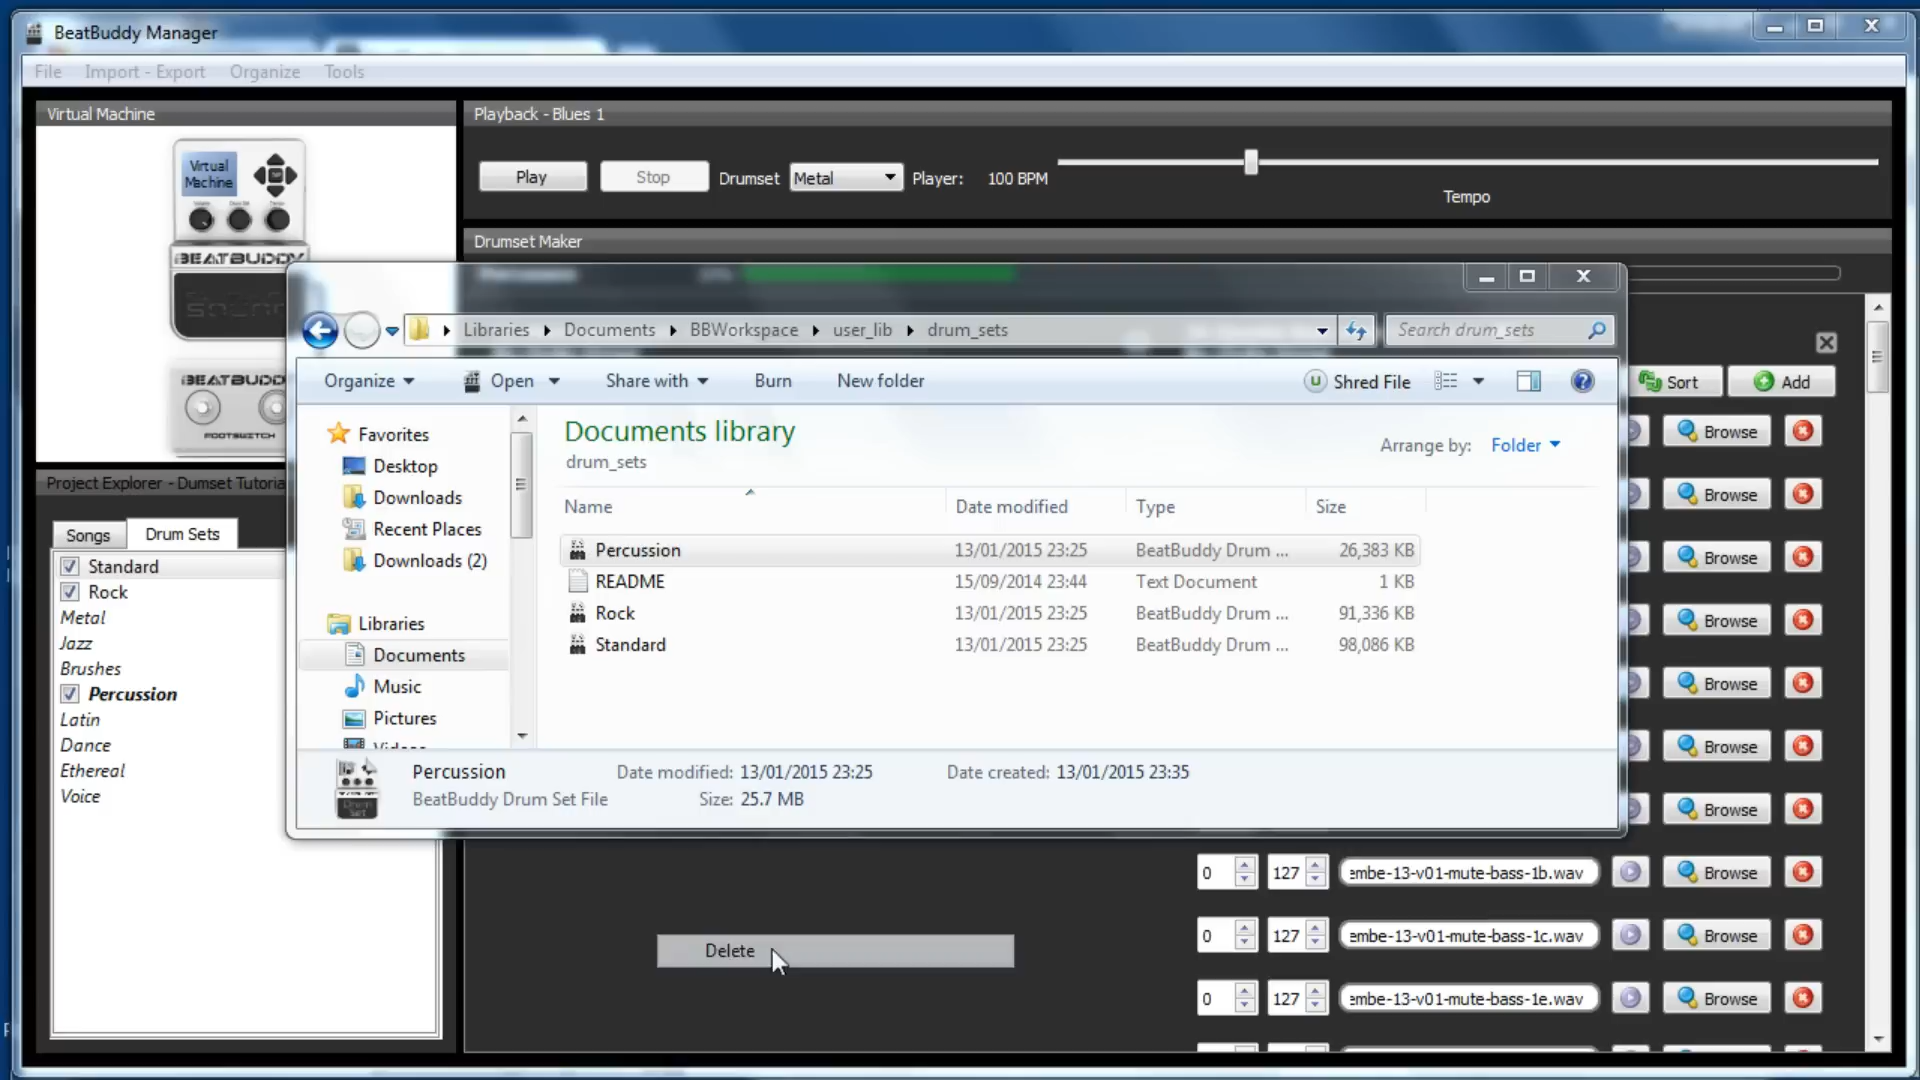 BeatBuddy Manager
File Import - Export Organize Tools
Virtual Machine
Virtual
Machine
BEATBUDDY
FOOTSWITCH
Playback - Blues 1
Play Stop Drumset Metal Player: 100 BPM
Tempo
Drumset Maker
Libraries Documents BBWorkspace user_lib drum_sets
Search drum_sets
Organize Open Share with Burn New folder Shred File
Sort Add
Favorites
Desktop
Downloads
Recent Places
Downloads (2)
Libraries
Documents
Music
Pictures
Videos
Documents library
drum_sets
Arrange by: Folder
Name Date modified Type Size
Percussion 13/01/2015 23:25 BeatBuddy Drum ... 26,383 KB
README 15/09/2014 23:44 Text Document 1 KB
Rock 13/01/2015 23:25 BeatBuddy Drum ... 91,336 KB
Standard 13/01/2015 23:25 BeatBuddy Drum ... 98,086 KB
Percussion Date modified: 13/01/2015 23:25 Date created: 13/01/2015 23:35
BeatBuddy Drum Set File Size: 25.7 MB
Project Explorer - Dumset Tutoria
Songs Drum Sets
Standard
Rock
Metal
Jazz
Brushes
Percussion
Latin
Dance
Ethereal
Voice
Browse
Browse
Browse
Browse
Browse
Browse
Browse
0 127 embe-13-v01-mute-bass-1b.wav Browse
0 127 embe-13-v01-mute-bass-1c.wav Browse
0 127 embe-13-v01-mute-bass-1e.wav Browse
Delete